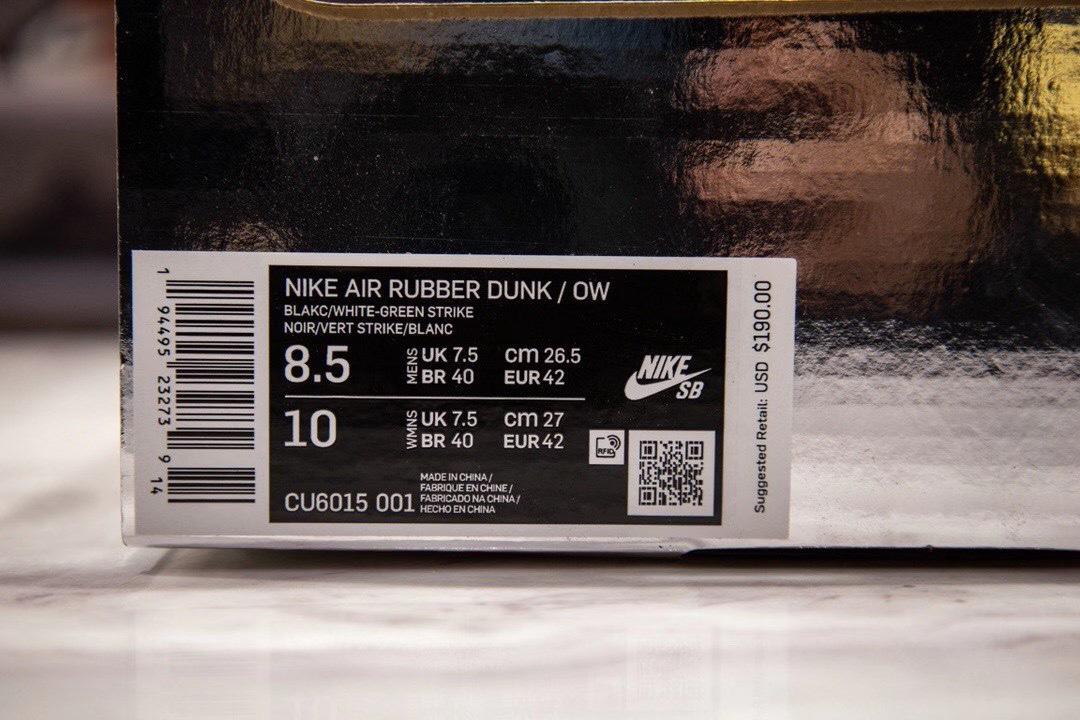 NIKE AIR RUBBER DUNK / OW
BLAKC/WHITE-GREEN STRIKE
NOIR/VERT STRIKE/BLANC
8.5 MENS UK 7.5 cm 26.5
BR 40 EUR 42
10 WMNS UK 7.5 cm 27
BR 40 EUR 42
NIKE
SB
RFID
MADE IN CHINA /
FABRIQUE EN CHINE /
FABRICADO NA CHINA /
HECHO EN CHINA
CU6015 001
1 94495 23273 9 14
Suggested Retail: USD $190.00